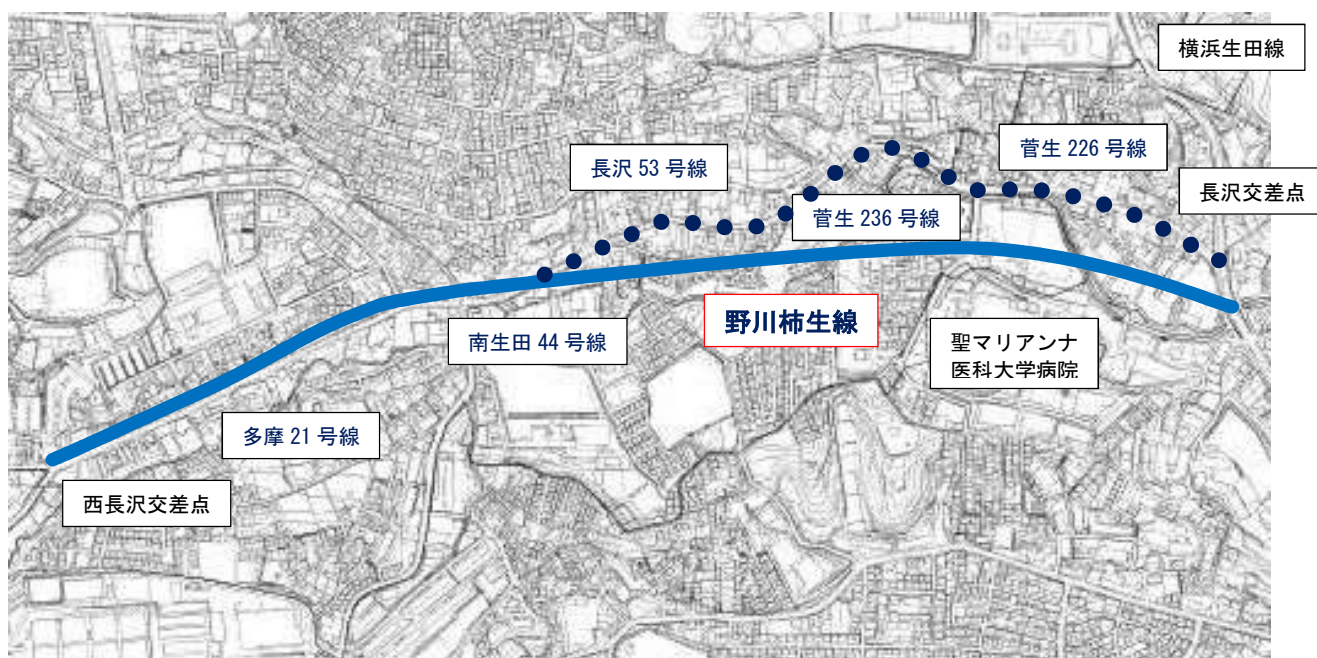 横浜生田線
菅生 226 号線
長沢 53 号線
長沢交差点
菅生 236 号線
野川柿生線
南生田 44 号線
聖マリアンナ
医科大学病院
多摩 21 号線
西長沢交差点